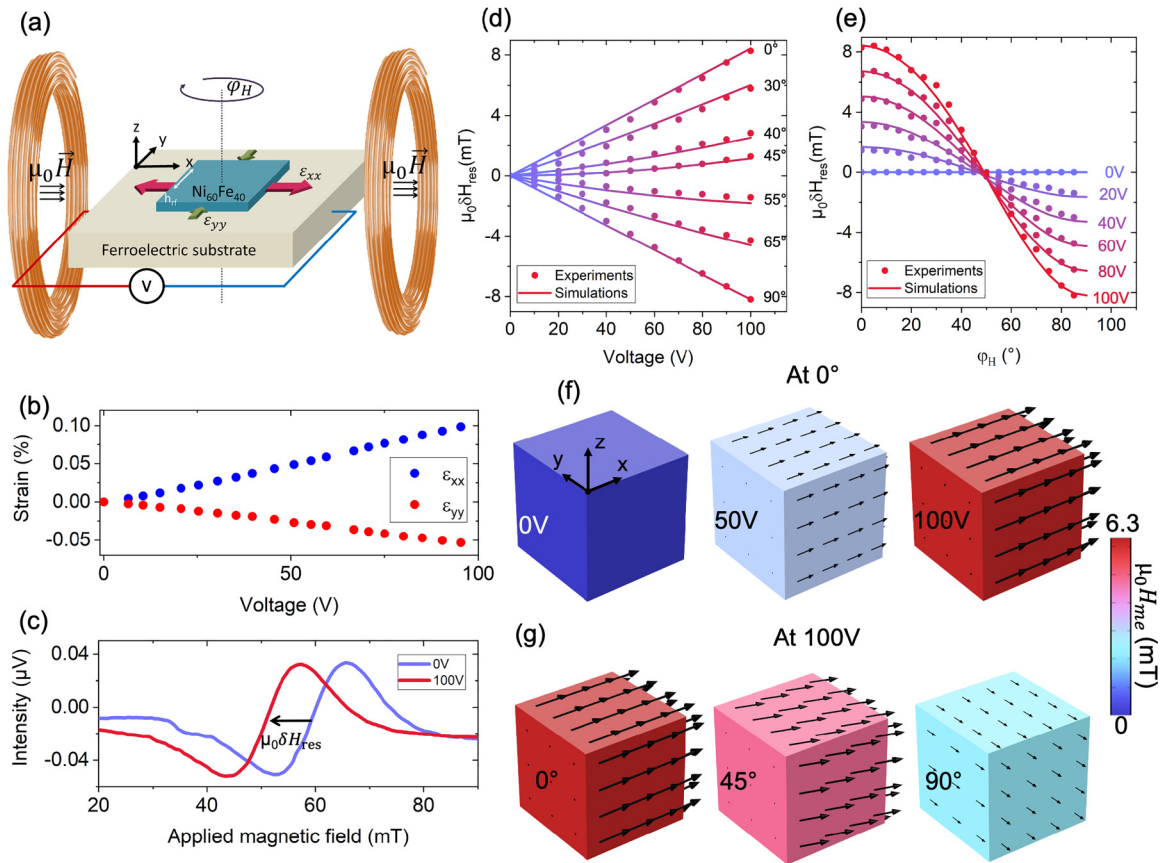 (a)
φH
z
y
x
μ0H
μ0H
Ni60Fe40
hrf
εxx
εyy
Ferroelectric substrate
V
(b)
Strain (%)
0.10
0.05
0.00
-0.05
εxx
εyy
0
50
100
Voltage (V)
(c)
Intensity (μV)
0.04
0.00
-0.04
0V
100V
μ0δHres
20
40
60
80
Applied magnetic field (mT)
(d)
μ0δHres(mT)
8
4
0
-4
-8
0°
30°
40°
45°
55°
65°
90°
Experiments
Simulations
0 20 40 60 80 100
Voltage (V)
(e)
μ0δHres(mT)
8
4
0
-4
-8
0V
20V
40V
60V
80V
100V
Experiments
Simulations
0 20 40 60 80 100
φH (°)
(f)
At 0°
z
y
x
0V
50V
100V
6.3
μ0Hme (mT)
0
(g)
At 100V
0°
45°
90°